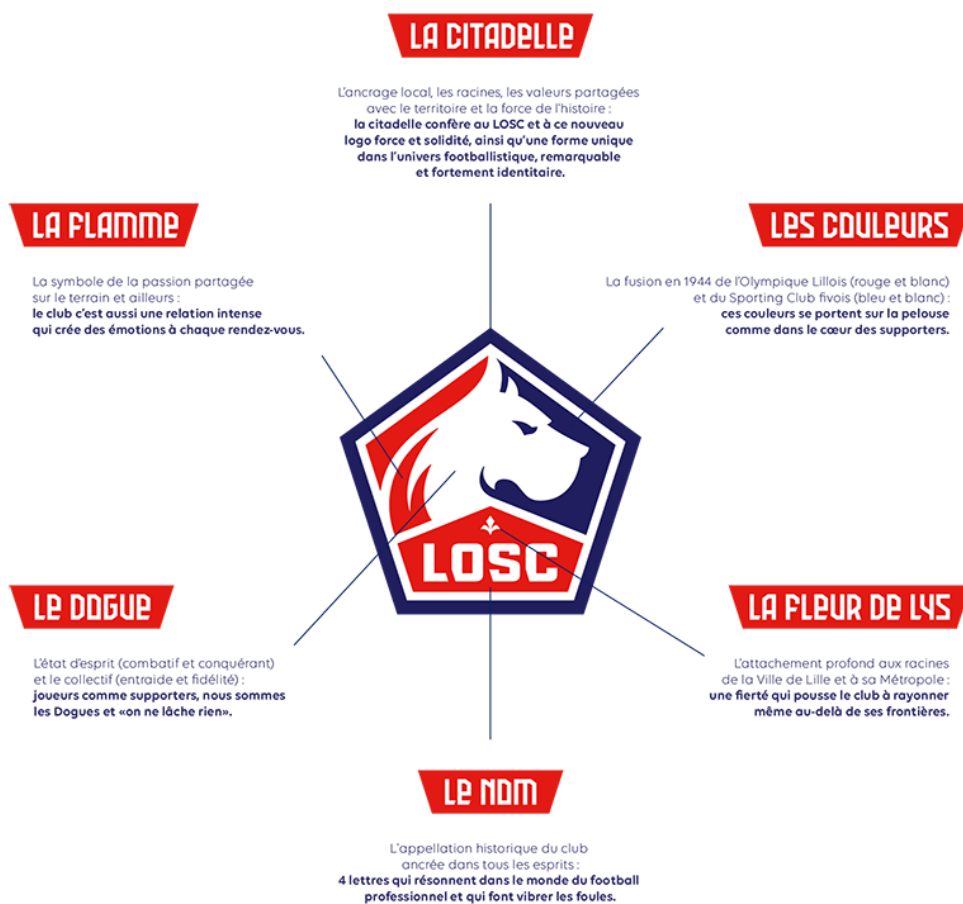 LA CITADELLE
L'ancrage local, les racines, les valeurs partagées
avec le territoire et la force de l'histoire :
la citadelle confère au LOSC et à ce nouveau
logo force et solidité, ainsi qu'une forme unique
dans l'univers footballistique, remarquable
et fortement identitaire.
LA FLAMME
La symbole de la passion partagée
sur le terrain et ailleurs :
le club c'est aussi une relation intense
qui crée des émotions à chaque rendez-vous.
LES COULEURS
La fusion en 1944 de l'Olympique Lillois (rouge et blanc)
et du Sporting Club fivois (bleu et blanc) :
ces couleurs se portent sur la pelouse
comme dans le cœur des supporters.
LOSC
LE DOGUE
L'état d'esprit (combatif et conquérant)
et le collectif (entraide et fidélité) :
joueurs comme supporters, nous sommes
les Dogues et «on ne lâche rien».
LA FLEUR DE LYS
L'attachement profond aux racines
de la Ville de Lille et à sa Métropole :
une fierté qui pousse le club à rayonner
même au-delà de ses frontières.
LE NOM
L'appellation historique du club
ancrée dans tous les esprits :
4 lettres qui résonnent dans le monde du football
professionnel et qui font vibrer les foules.